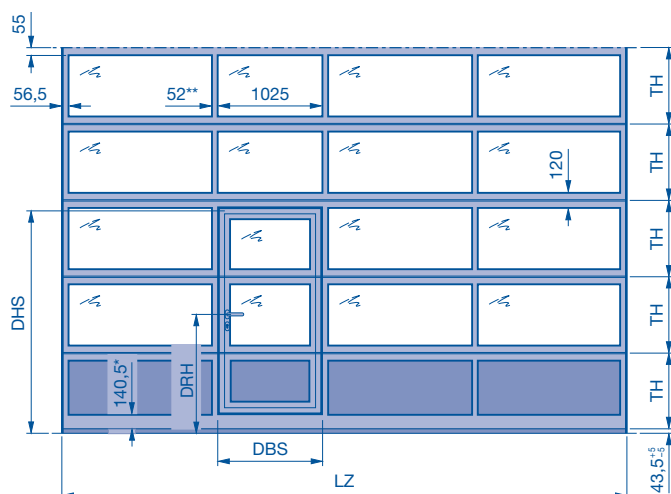 55
56,5
52**
1025
TH
120
TH
TH
DHS
TH
DRH
140,5*
TH
DBS
LZ
43,5 +5 -5